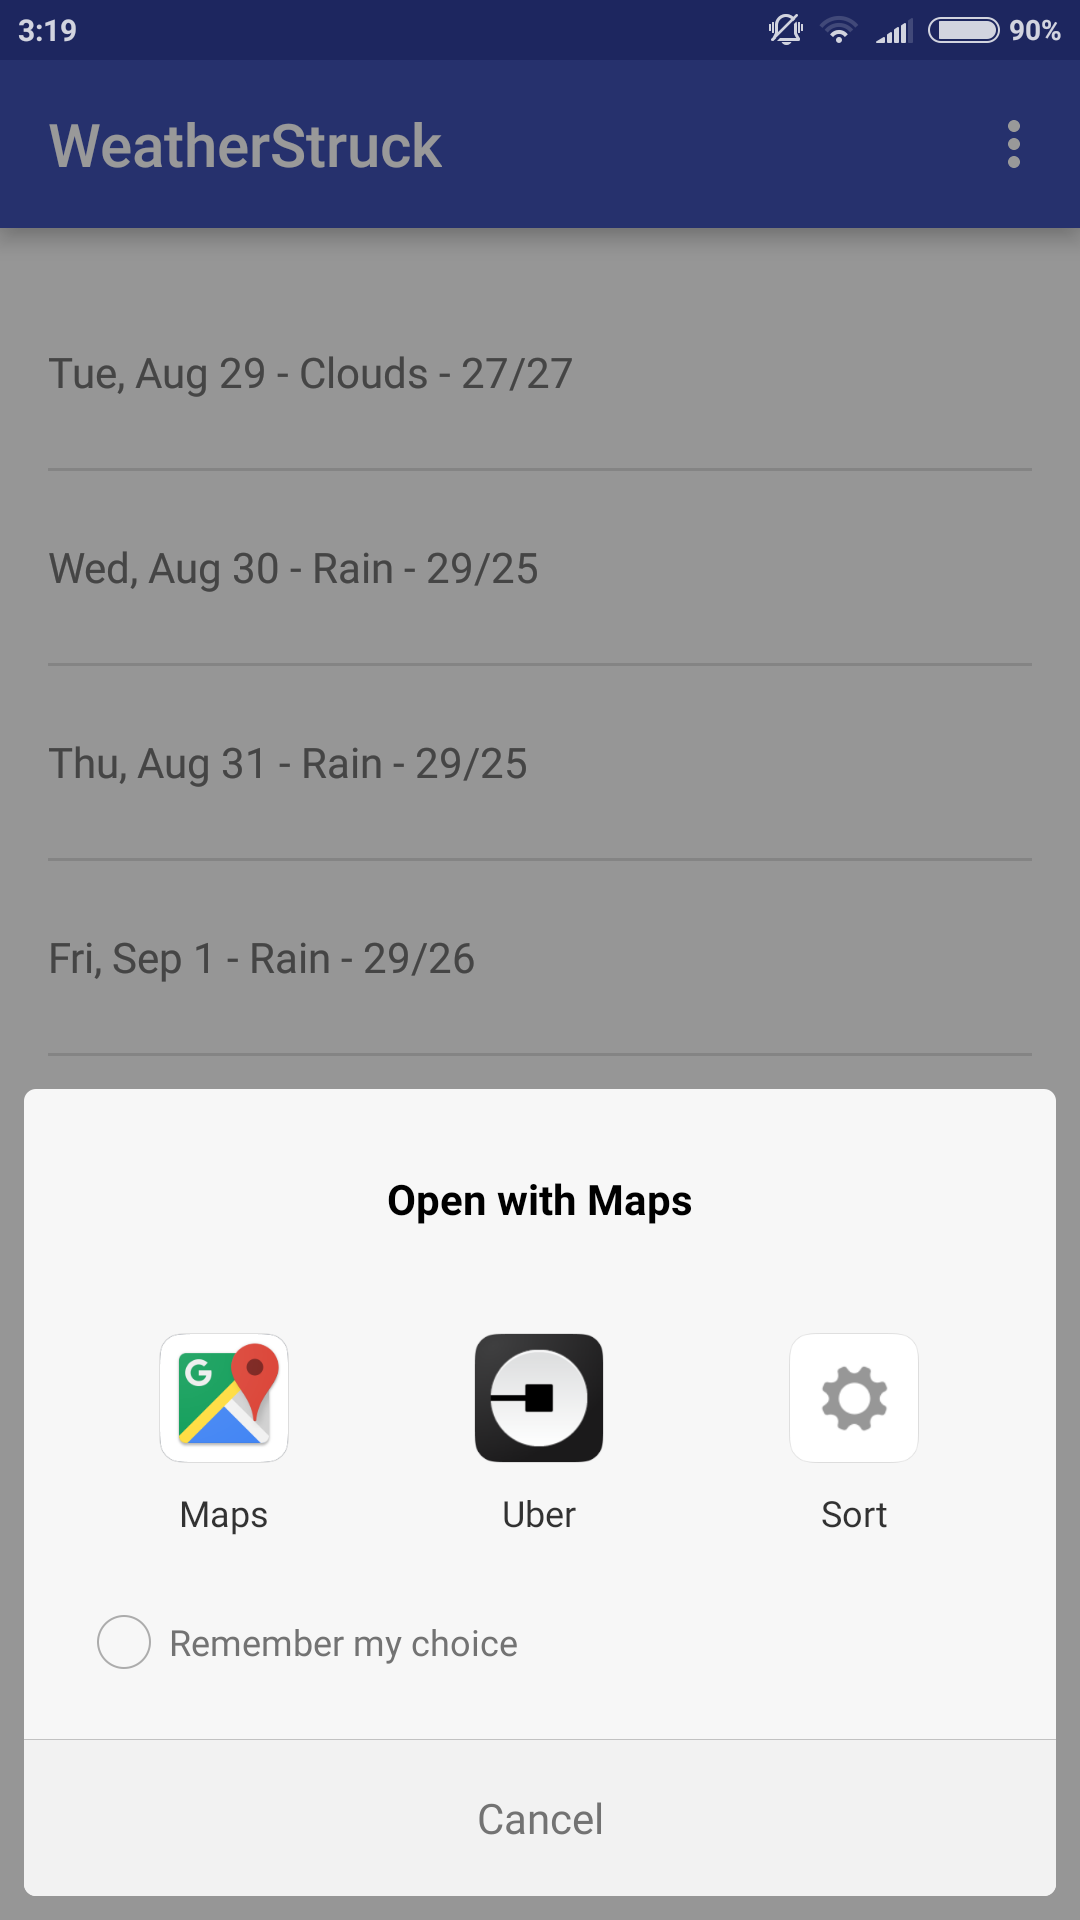 3:19 90%
WeatherStruck
Tue, Aug 29 - Clouds - 27/27
Wed, Aug 30 - Rain - 29/25
Thu, Aug 31 - Rain - 29/25
Fri, Sep 1 - Rain - 29/26
Open with Maps
G
Maps Uber Sort
Remember my choice
Cancel